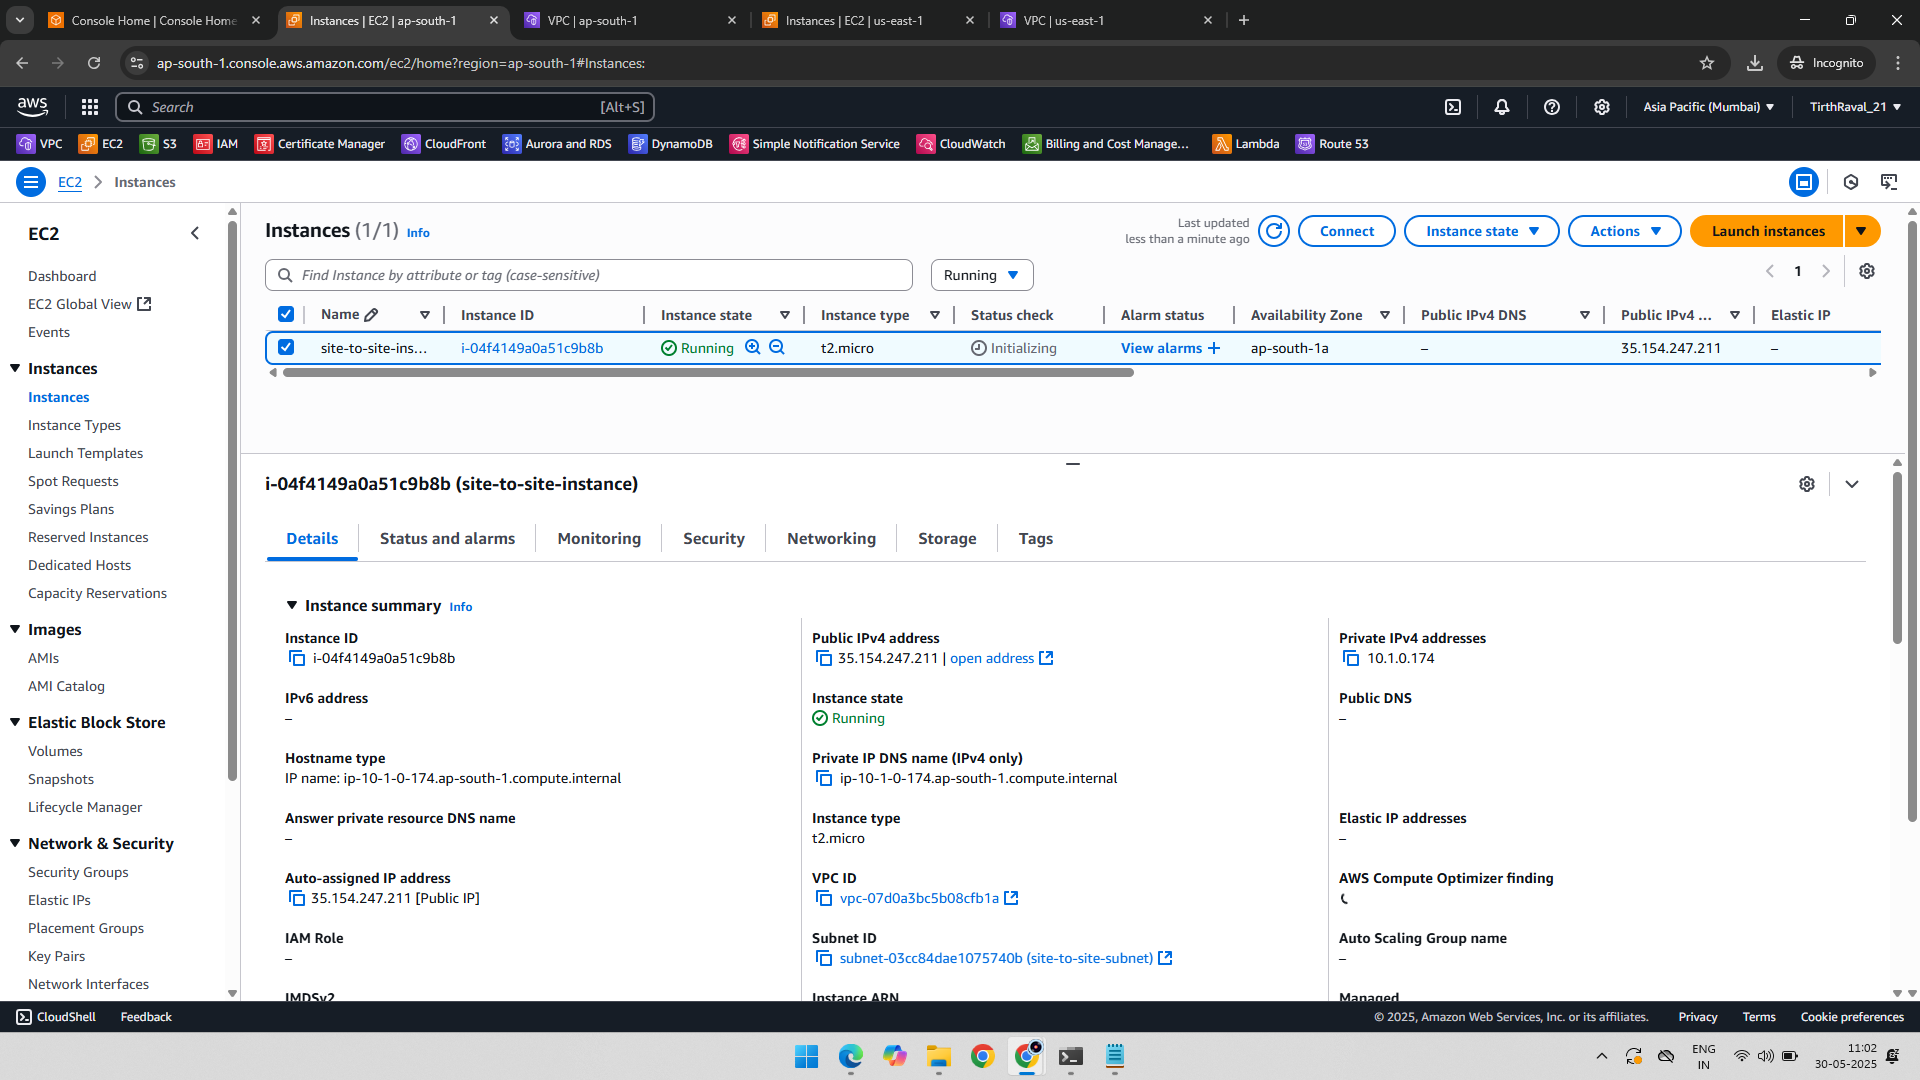 Console Home | Console Home
Instances | EC2 | ap-south-1
VPC | ap-south-1
Instances | EC2 | us-east-1
VPC | us-east-1
ap-south-1.console.aws.amazon.com/ec2/home?region=ap-south-1#Instances:
Incognito
aws
Search
[Alt+S]
Asia Pacific (Mumbai)
TirthRaval_21
VPC
EC2
S3
IAM
Certificate Manager
CloudFront
Aurora and RDS
DynamoDB
Simple Notification Service
CloudWatch
Billing and Cost Manage...
Lambda
Route 53
EC2
Instances
EC2
Dashboard
EC2 Global View
Events
Instances
Instances
Instance Types
Launch Templates
Spot Requests
Savings Plans
Reserved Instances
Dedicated Hosts
Capacity Reservations
Images
AMIs
AMI Catalog
Elastic Block Store
Volumes
Snapshots
Lifecycle Manager
Network & Security
Security Groups
Elastic IPs
Placement Groups
Key Pairs
Network Interfaces
Instances (1/1) Info
Last updated
less than a minute ago
Connect
Instance state
Actions
Launch instances
Find Instance by attribute or tag (case-sensitive)
Running
1
Name
Instance ID
Instance state
Instance type
Status check
Alarm status
Availability Zone
Public IPv4 DNS
Public IPv4 ...
Elastic IP
site-to-site-ins...
i-04f4149a0a51c9b8b
Running
t2.micro
Initializing
View alarms +
ap-south-1a
–
35.154.247.211
–
i-04f4149a0a51c9b8b (site-to-site-instance)
Details
Status and alarms
Monitoring
Security
Networking
Storage
Tags
Instance summary Info
Instance ID
i-04f4149a0a51c9b8b
Public IPv4 address
35.154.247.211 | open address
Private IPv4 addresses
10.1.0.174
IPv6 address
–
Instance state
Running
Public DNS
–
Hostname type
IP name: ip-10-1-0-174.ap-south-1.compute.internal
Private IP DNS name (IPv4 only)
ip-10-1-0-174.ap-south-1.compute.internal
Answer private resource DNS name
–
Instance type
t2.micro
Elastic IP addresses
–
Auto-assigned IP address
35.154.247.211 [Public IP]
VPC ID
vpc-07d0a3bc5b08cfb1a
AWS Compute Optimizer finding
IAM Role
–
Subnet ID
subnet-03cc84dae1075740b (site-to-site-subnet)
Auto Scaling Group name
–
IMDSv2
Instance ARN
Managed
CloudShell
Feedback
© 2025, Amazon Web Services, Inc. or its affiliates.
Privacy
Terms
Cookie preferences
ENG
IN
11:02
30-05-2025